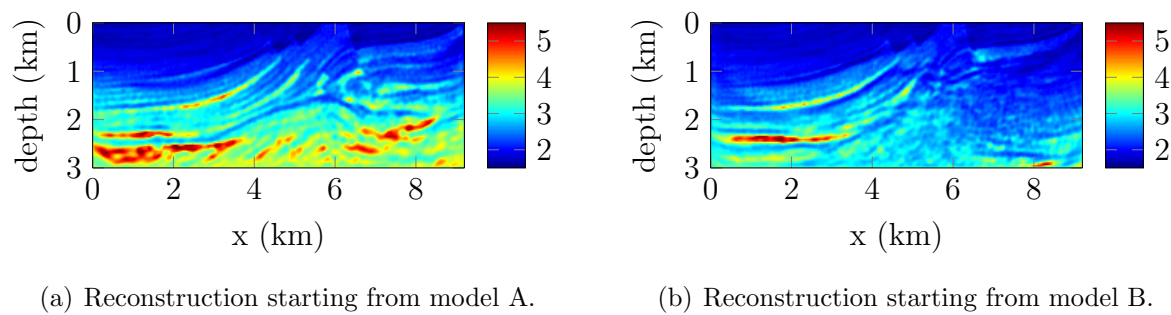 0
1
2
3
depth (km)
0 2 4 6 8
x (km)
5
4
3
2
(a) Reconstruction starting from model A.
0
1
2
3
depth (km)
0 2 4 6 8
x (km)
5
4
3
2
(b) Reconstruction starting from model B.